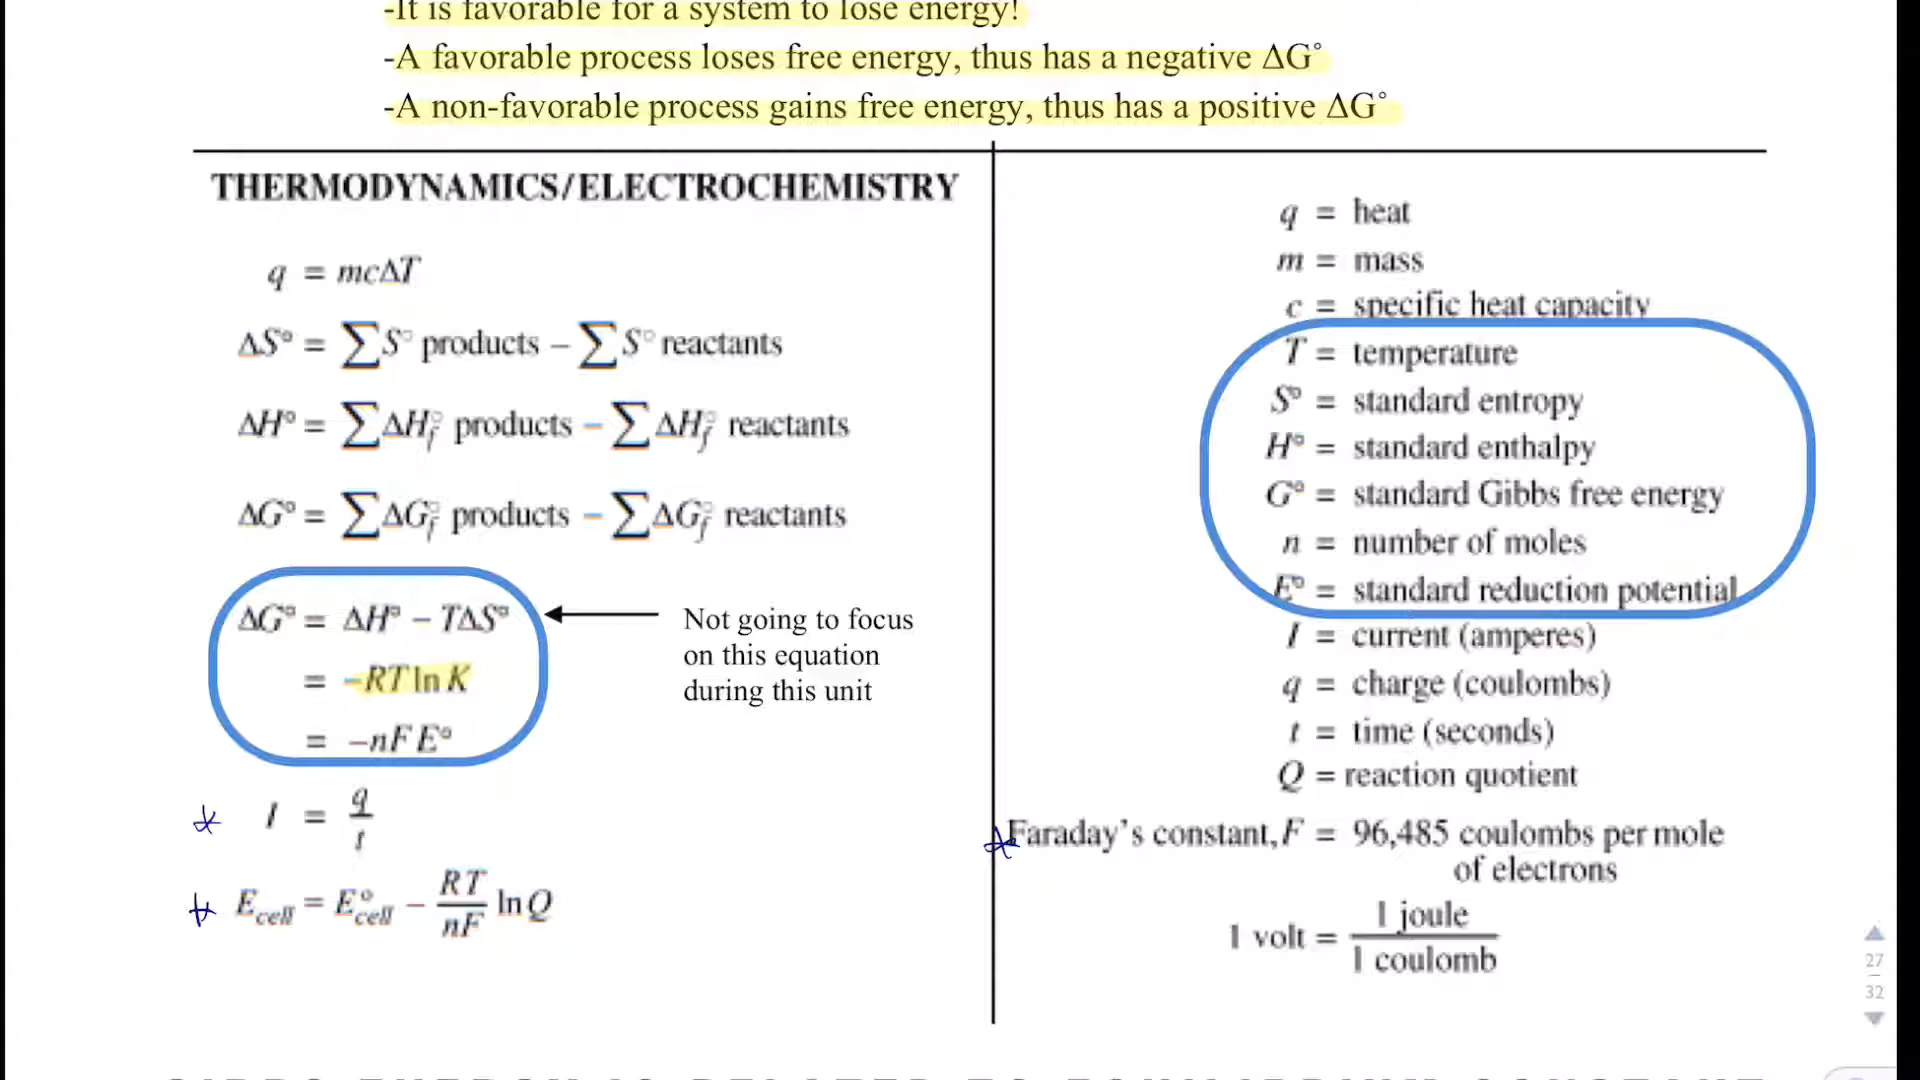 -It is favorable for a system to lose energy!
-A favorable process loses free energy, thus has a negative ΔG°
-A non-favorable process gains free energy, thus has a positive ΔG°
THERMODYNAMICS/ELECTROCHEMISTRY
q = mcΔT
ΔS° = ∑S° products – ∑S° reactants
ΔH° = ∑ΔH°f products – ∑ΔH°f reactants
ΔG° = ∑ΔG°f products – ∑ΔG°f reactants
ΔG° = ΔH° – TΔS°
= –RT ln K
= –nFE°
Not going to focus
on this equation
during this unit
I = q/t
Ecell = E°cell – RT/nF ln Q
q = heat
m = mass
c = specific heat capacity
T = temperature
S° = standard entropy
H° = standard enthalpy
G° = standard Gibbs free energy
n = number of moles
E° = standard reduction potential
I = current (amperes)
q = charge (coulombs)
t = time (seconds)
Q = reaction quotient
Faraday’s constant, F = 96,485 coulombs per mole
of electrons
1 volt = 1 joule / 1 coulomb
27
32